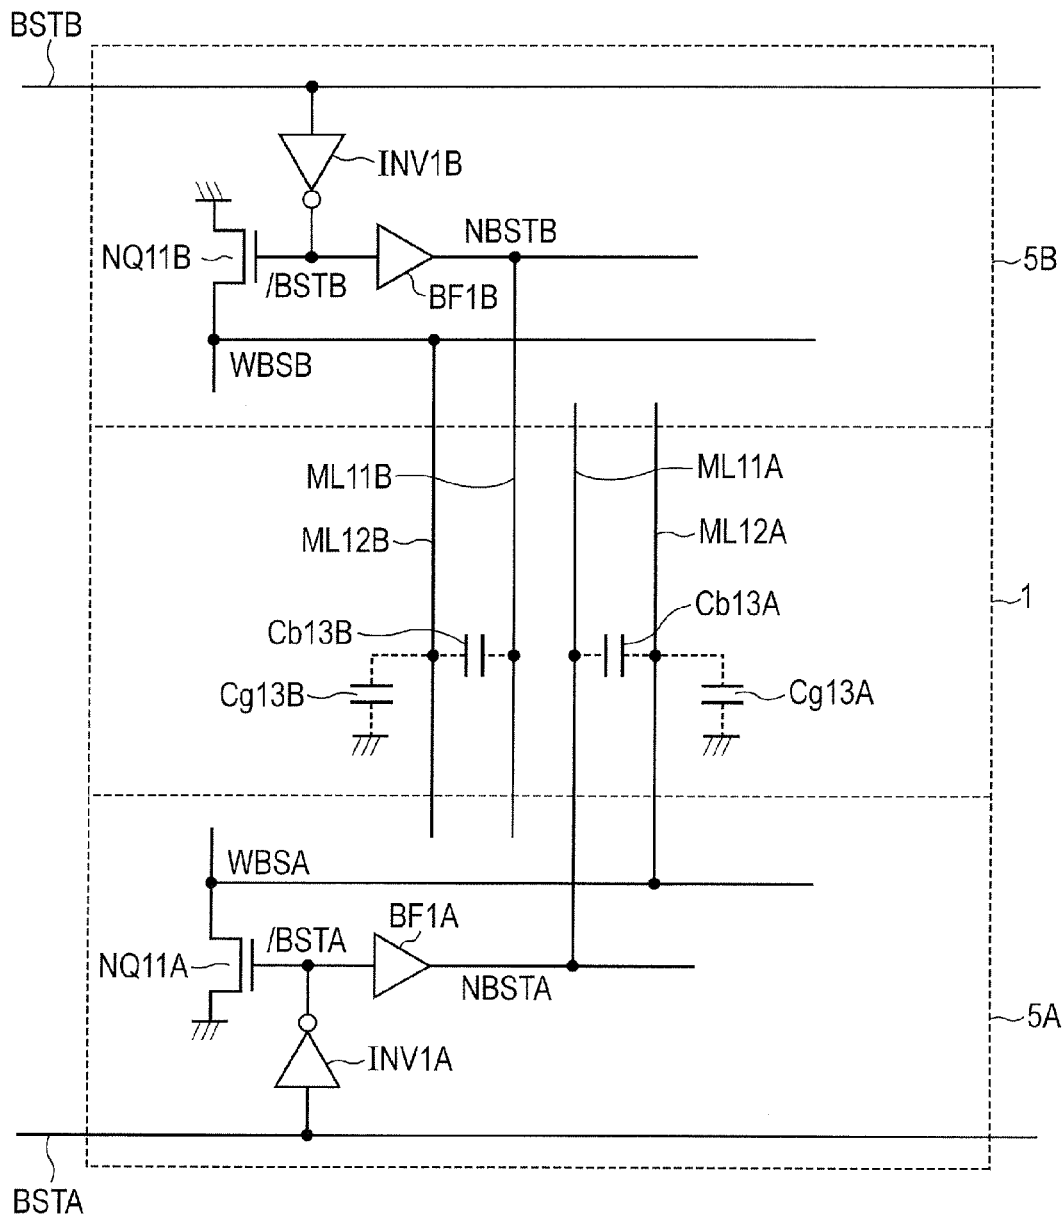 BSTB
INV1B
NBSTB
NQ11B
/BSTB
BF1B
5B
WBSB
ML11B
ML11A
ML12B
ML12A
1
Cb13B
Cb13A
Cg13B
Cg13A
WBSA
BF1A
/BSTA
NQ11A
NBSTA
5A
INV1A
BSTA